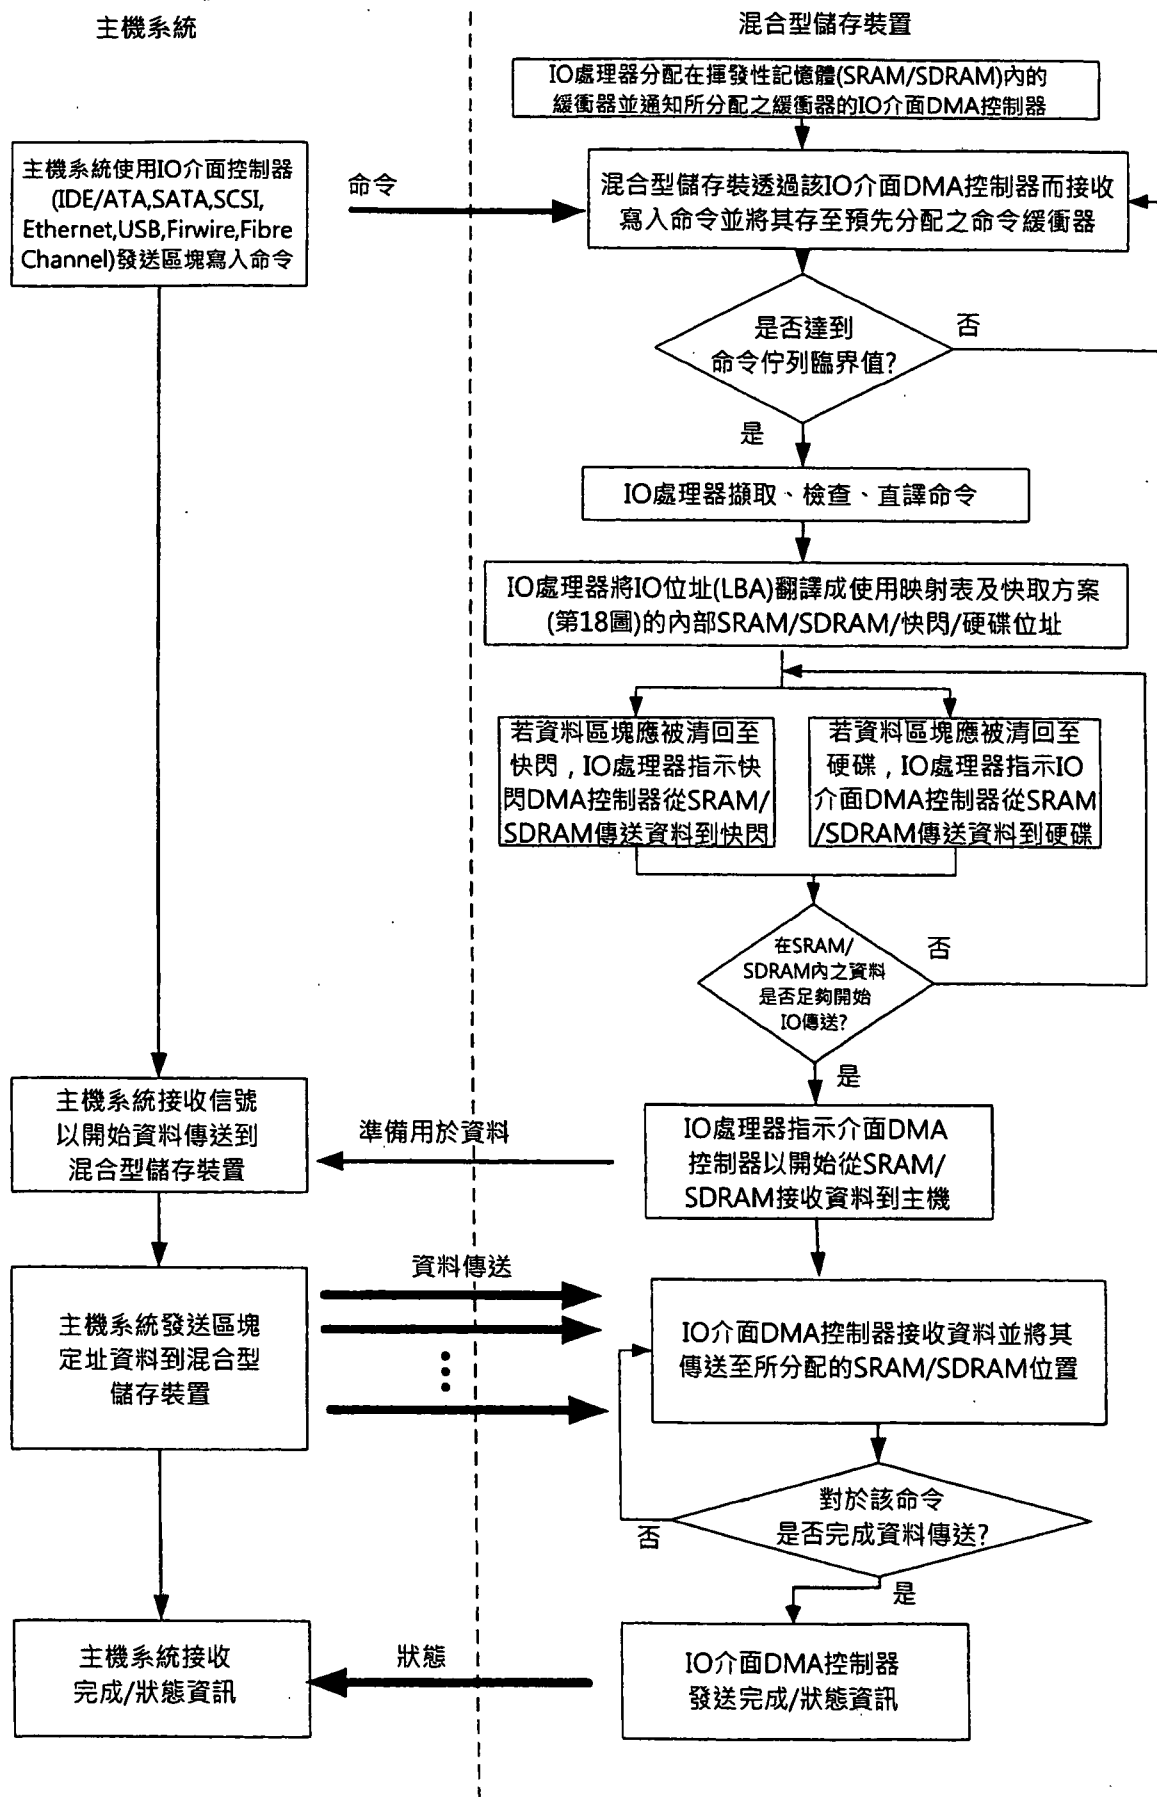 主機系統
混合型儲存裝置
IO處理器分配在揮發性記憶體(SRAM/SDRAM)內的
緩衝器並通知所分配之緩衝器的IO介面DMA控制器
主機系統使用IO介面控制器
(IDE/ATA,SATA,SCSI,
Ethernet,USB,Firwire,Fibre
Channel)發送區塊寫入命令
命令
混合型儲存裝透過該IO介面DMA控制器而接收
寫入命令並將其存至預先分配之命令緩衝器
是否達到
命令佇列臨界值?
否
是
IO處理器擷取、檢查、直譯命令
IO處理器將IO位址(LBA)翻譯成使用映射表及快取方案
(第18圖)的內部SRAM/SDRAM/快閃/硬碟位址
若資料區塊應被清回至
快閃，IO處理器指示快
閃DMA控制器從SRAM/
SDRAM傳送資料到快閃
若資料區塊應被清回至
硬碟，IO處理器指示IO
介面DMA控制器從SRAM
/SDRAM傳送資料到硬碟
在SRAM/
SDRAM內之資料
是否足夠開始
IO傳送?
否
是
主機系統接收信號
以開始資料傳送到
混合型儲存裝置
準備用於資料
IO處理器指示介面DMA
控制器以開始從SRAM/
SDRAM接收資料到主機
資料傳送
主機系統發送區塊
定址資料到混合型
儲存裝置
IO介面DMA控制器接收資料並將其
傳送至所分配的SRAM/SDRAM位置
對於該命令
是否完成資料傳送?
否
是
主機系統接收
完成/狀態資訊
狀態
IO介面DMA控制器
發送完成/狀態資訊